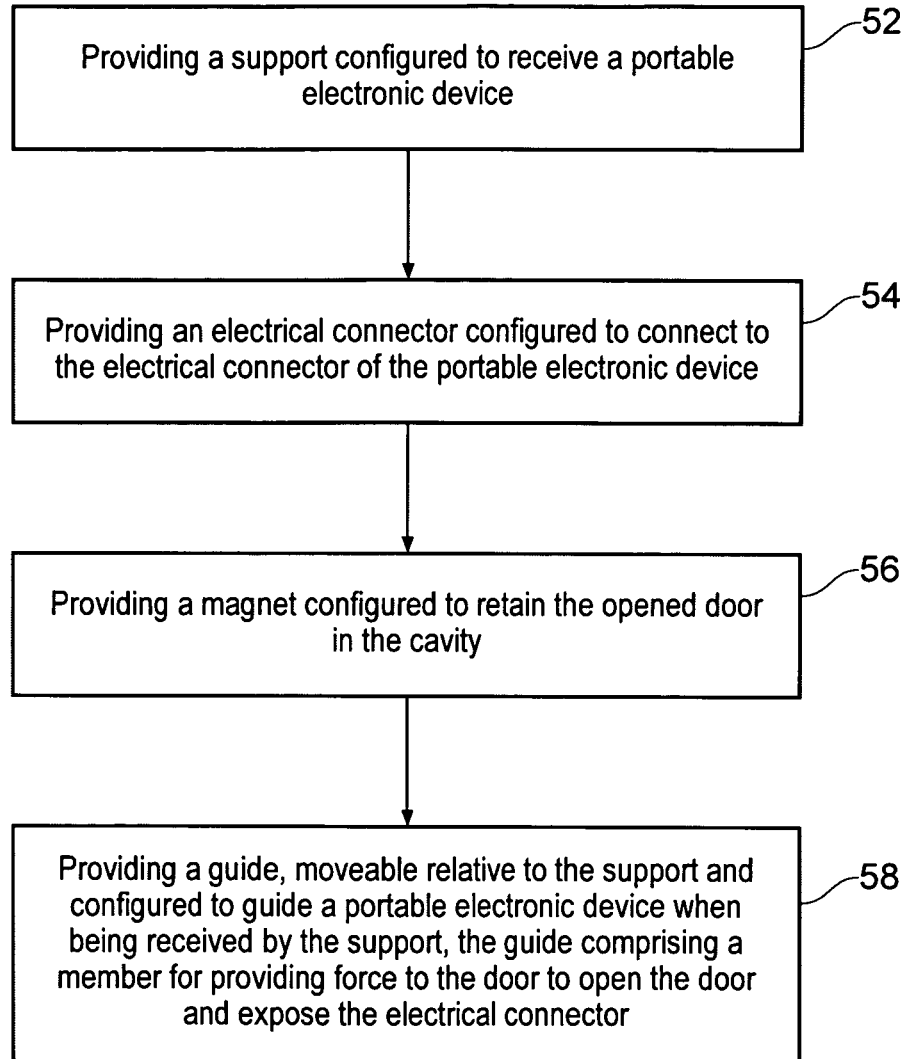 52
Providing a support configured to receive a portable
electronic device
54
Providing an electrical connector configured to connect to
the electrical connector of the portable electronic device
56
Providing a magnet configured to retain the opened door
in the cavity
58
Providing a guide, moveable relative to the support and
configured to guide a portable electronic device when
being received by the support, the guide comprising a
member for providing force to the door to open the door
and expose the electrical connector